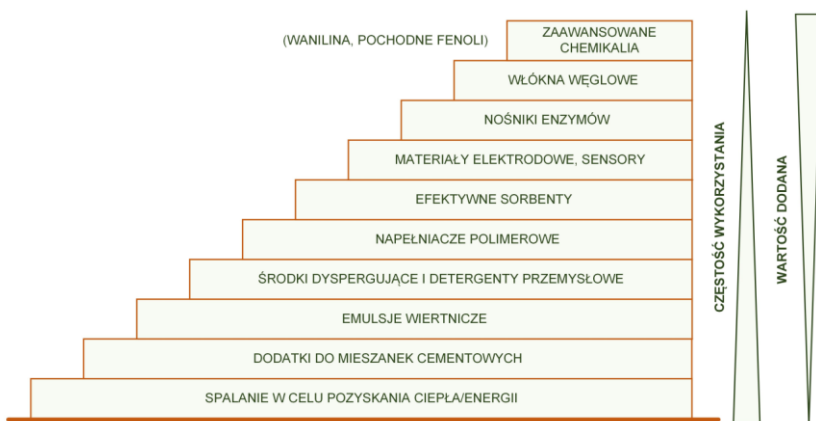 (WANILINA, POCHODNE FENOLI)
ZAAWANSOWANE
CHEMIKALIA
WŁÓKNA WĘGLOWE
NOŚNIKI ENZYMÓW
MATERIAŁY ELEKTRODOWE, SENSORY
EFEKTYWNE SORBENTY
NAPEŁNIACZE POLIMEROWE
ŚRODKI DYSPERGUJĄCE I DETERGENTY PRZEMYSŁOWE
EMULSJE WIERTNICZE
DODATKI DO MIESZANEK CEMENTOWYCH
SPALANIE W CELU POZYSKANIA CIEPŁA/ENERGII
CZĘSTOŚĆ WYKORZYSTANIA
WARTOŚĆ DODANA